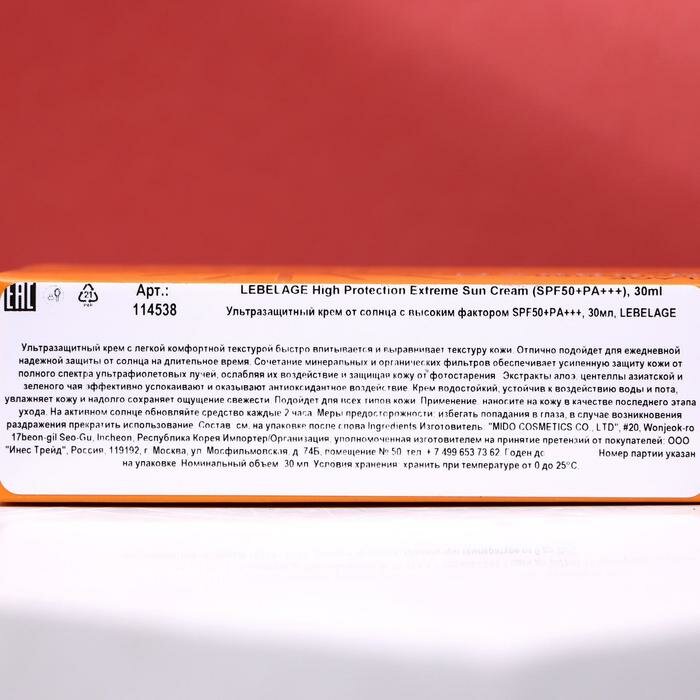 EAC
21
PAP
Арт.:
114538
LEBELAGE High Protection Extreme Sun Cream (SPF50+PA+++), 30ml
Ультразащитный крем от солнца с высоким фактором SPF50+PA+++, 30мл, LEBELAGE
Ультразащитный крем с легкой комфортной текстурой быстро впитывается и выравнивает текстуру кожи. Отлично подойдет для ежедневной
надежной защиты от солнца на длительное время. Сочетание минеральных и органических фильтров обеспечивает усиленную защиту кожи от
полного спектра ультрафиолетовых лучей, ослабляя их воздействие и защищая кожу от фотостарения. Экстракты алоэ, центеллы азиатской и
зеленого чая эффективно успокаивают и оказывают антиоксидантное воздействие. Крем водостойкий, устойчив к воздействию воды и пота,
увлажняет кожу и надолго сохраняет ощущение свежести. Подойдет для всех типов кожи. Применение: наносите на кожу в качестве последнего этапа
ухода. На активном солнце обновляйте средство каждые 2 часа. Меры предосторожности: избегать попадания в глаза, в случае возникновения
раздражения прекратить использование. Состав: см. на упаковке после слова Ingredients Изготовитель: "MIDO COSMETICS CO., LTD", #20, Wonjeok-ro
17beon-gil Seo-Gu, Incheon, Республика Корея Импортер/Организация, уполномоченная изготовителем на принятие претензий от покупателей: ООО
"Инес Трейд", Россия, 119192, г. Москва, ул. Мосфильмовская, д. 74Б, помещение № 50 тел. + 7 499 653 73 62. Годен до Номер партии указан
на упаковке. Номинальный объем: 30 мл. Условия хранения: хранить при температуре от 0 до 25°C.